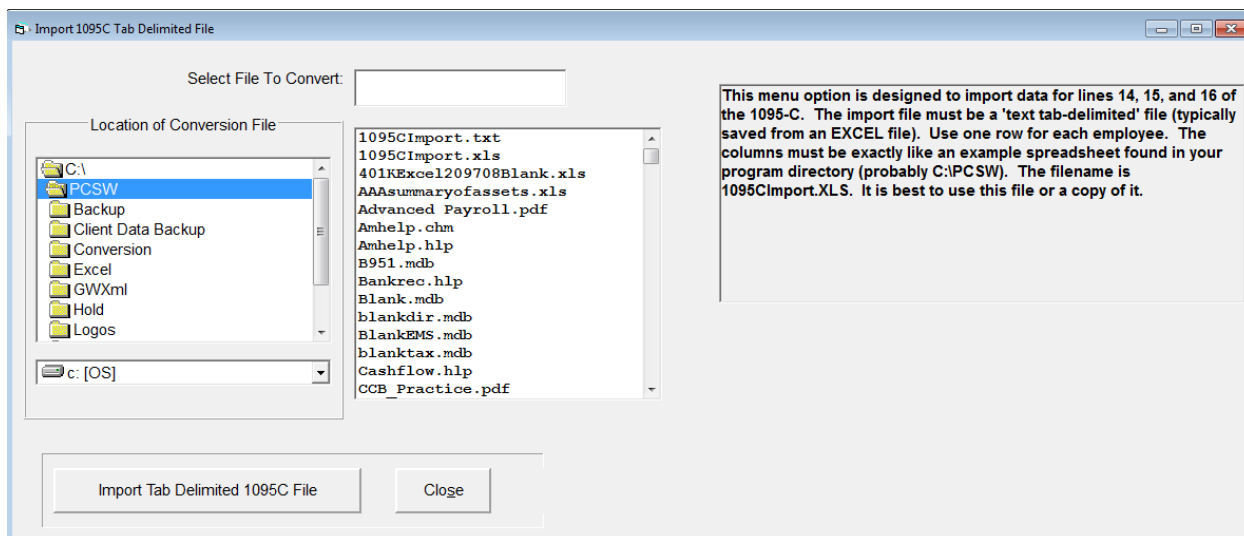 Import 1095C Tab Delimited File
Select File To Convert:
Location of Conversion File
C:\
PCSW
Backup
Client Data Backup
Conversion
Excel
GWXml
Hold
Logos
c: [OS]
1095CImport.txt
1095CImport.xls
401KExcel209708Blank.xls
AAAsummaryofassets.xls
Advanced Payroll.pdf
Amhelp.chm
Amhelp.hlp
B951.mdb
Bankrec.hlp
Blank.mdb
blankdir.mdb
BlankEMS.mdb
blanktax.mdb
Cashflow.hlp
CCB_Practice.pdf
This menu option is designed to import data for lines 14, 15, and 16 of
the 1095-C. The import file must be a 'text tab-delimited' file (typically
saved from an EXCEL file). Use one row for each employee. The
columns must be exactly like an example spreadsheet found in your
program directory (probably C:\PCSW). The filename is
1095CImport.XLS. It is best to use this file or a copy of it.
Import Tab Delimited 1095C File
Close